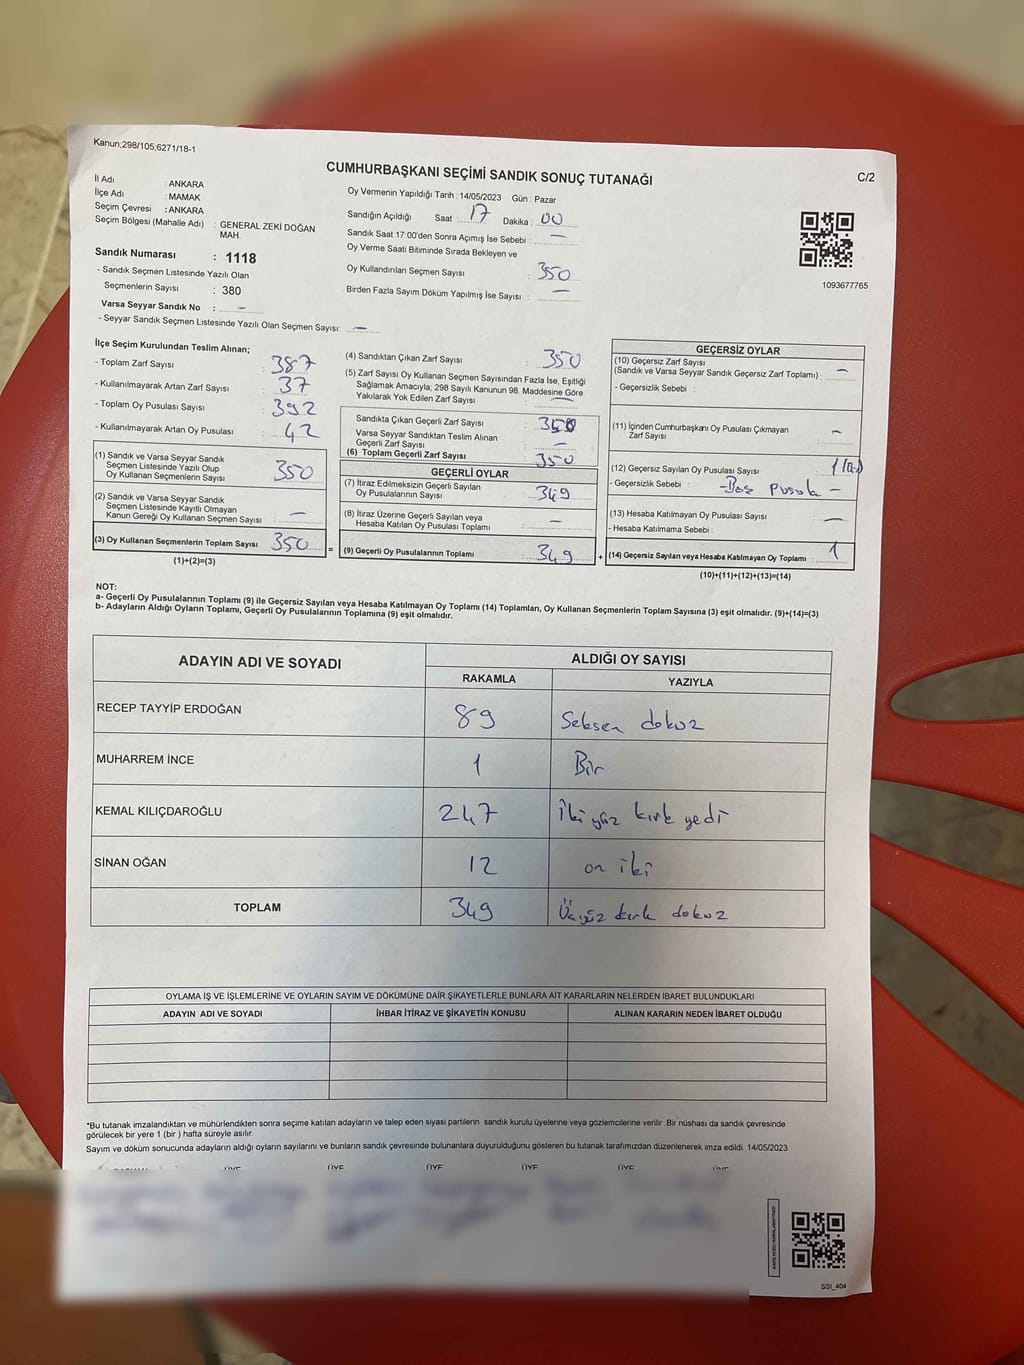 Kanun;298/105;6271/18-1
CUMHURBAŞKANI SEÇİMİ SANDIK SONUÇ TUTANAĞI
C/2
İl Adı : ANKARA
İlçe Adı : MAMAK
Seçim Çevresi : ANKARA
Seçim Bölgesi (Mahalle Adı) : GENERAL ZEKİ DOĞAN
MAH.
Sandık Numarası : 1118
- Sandık Seçmen Listesinde Yazılı Olan
Seçmenlerin Sayısı : 380
Varsa Seyyar Sandık No : –
- Seyyar Sandık Seçmen Listesinde Yazılı Olan Seçmen Sayısı: –
Oy Vermenin Yapıldığı Tarih : 14/05/2023 Gün : Pazar
Sandığın Açıldığı Saat : 17 Dakika : 00
Sandık Saat 17:00'den Sonra Açımış İse Sebebi : –
Oy Verme Saati Bitiminde Sırada Bekleyen ve
Oy Kullandırılan Seçmen Sayısı : 350
Birden Fazla Sayım Döküm Yapılmış İse Sayısı : –
1093677765
İlçe Seçim Kurulundan Teslim Alınan;
- Toplam Zarf Sayısı : 387
- Kullanılmayarak Artan Zarf Sayısı : 37
- Toplam Oy Pusulası Sayısı : 392
- Kullanılmayarak Artan Oy Pusulası : 42
(1) Sandık ve Varsa Seyyar Sandık
Seçmen Listesinde Yazılı Olup
Oy Kullanan Seçmenlerin Sayısı : 350
(2) Sandık ve Varsa Seyyar Sandık
Seçmen Listesinde Kayıtlı Olmayan
Kanun Gereği Oy Kullanan Seçmen Sayısı : –
(3) Oy Kullanan Seçmenlerin Toplam Sayısı : 350
(1)+(2)=(3)
=
(4) Sandıktan Çıkan Zarf Sayısı : 350
(5) Zarf Sayısı Oy Kullanan Seçmen Sayısından Fazla İse, Eşitliği
Sağlamak Amacıyla; 298 Sayılı Kanunun 98. Maddesine Göre
Yakılarak Yok Edilen Zarf Sayısı : –
Sandıkta Çıkan Geçerli Zarf Sayısı : 350
Varsa Seyyar Sandıktan Teslim Alınan
Geçerli Zarf Sayısı : –
(6) Toplam Geçerli Zarf Sayısı : 350
GEÇERLİ OYLAR
(7) İtiraz Edilmeksizin Geçerli Sayılan
Oy Pusulalarının Sayısı : 349
(8) İtiraz Üzerine Geçerli Sayılan veya
Hesaba Katılan Oy Pusulası Toplamı : –
(9) Geçerli Oy Pusulalarının Toplamı : 349
+
GEÇERSİZ OYLAR
(10) Geçersiz Zarf Sayısı
(Sandık ve Varsa Seyyar Sandık Geçersiz Zarf Toplamı) : –
- Geçersizlik Sebebi :
(11) İçinden Cumhurbaşkanı Oy Pusulası Çıkmayan
Zarf Sayısı : –
(12) Geçersiz Sayılan Oy Pusulası Sayısı : 1
- Geçersizlik Sebebi : -Boş pusula -
(13) Hesaba Katılmayan Oy Pusulası Sayısı : –
- Hesaba Katılmama Sebebi :
(14) Geçersiz Sayılan veya Hesaba Katılmayan Oy Toplamı : 1
(10)+(11)+(12)+(13)=(14)
NOT:
a- Geçerli Oy Pusulalarının Toplamı (9) ile Geçersiz Sayılan veya Hesaba Katılmayan Oy Toplamı (14) Toplamları, Oy Kullanan Seçmenlerin Toplam Sayısına (3) eşit olmalıdır. (9)+(14)=(3)
b- Adayların Aldığı Oyların Toplamı, Geçerli Oy Pusulalarının Toplamına (9) eşit olmalıdır.
ADAYIN ADI VE SOYADI
ALDIĞI OY SAYISI
RAKAMLA YAZIYLA
RECEP TAYYİP ERDOĞAN 89 Seksen dokuz
MUHARREM İNCE 1 Bir
KEMAL KILIÇDAROĞLU 247 İki yüz kırk yedi
SİNAN OĞAN 12 on iki
TOPLAM 349 Üçyüz kırk dokuz
OYLAMA İŞ VE İŞLEMLERİNE VE OYLARIN SAYIM VE DÖKÜMÜNE DAİR ŞİKAYETLERLE BUNLARA AİT KARARLARIN NELERDEN İBARET BULUNDUKLARI
ADAYIN ADI VE SOYADI İHBAR İTİRAZ VE ŞİKAYETİN KONUSU ALINAN KARARIN NEDEN İBARET OLDUĞU
*Bu tutanak imzalandıktan ve mühürlendikten sonra seçime katılan adayların ve talep eden siyasi partilerin sandık kurulu üyelerine veya gözlemcilerine verilir .Bir nüshası da sandık çevresinde
görülecek bir yere 1 (bir ) hafta süreyle asılır.
Sayım ve döküm sonucunda adayların aldığı oyların sayılarını ve bunların sandık çevresinde bulunanlara duyurulduğunu gösteren bu tutanak tarafımızdan düzenlenerek imza edildi. 14/05/2023
ÜYE ÜYE ÜYE ÜYE ÜYE ÜYE
SSI_404